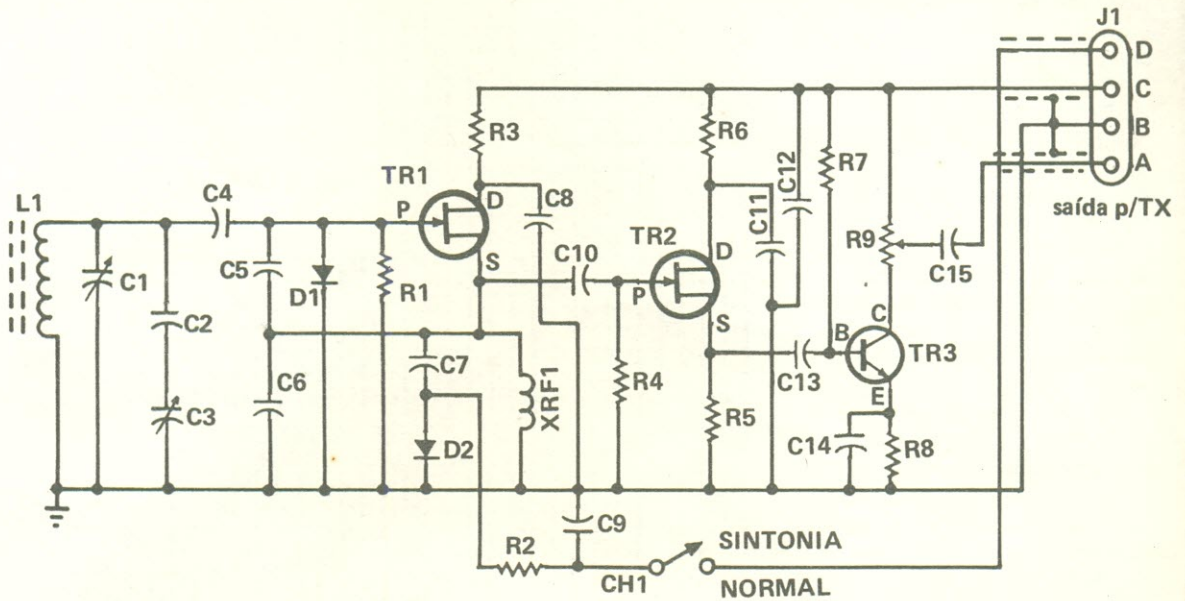 J1
D
C
B
A
saída p/TX
R3
R6
C12
R7
TR1
D
P
S
C8
C11
R9
C15
L1
C4
C1
C5
D1
R1
C10
TR2
D
P
S
C2
B
C
E
TR3
C13
C3
C6
C7
XRF1
R4
D2
R5
C14
R8
C9
R2
CH1
SINTONIA
NORMAL